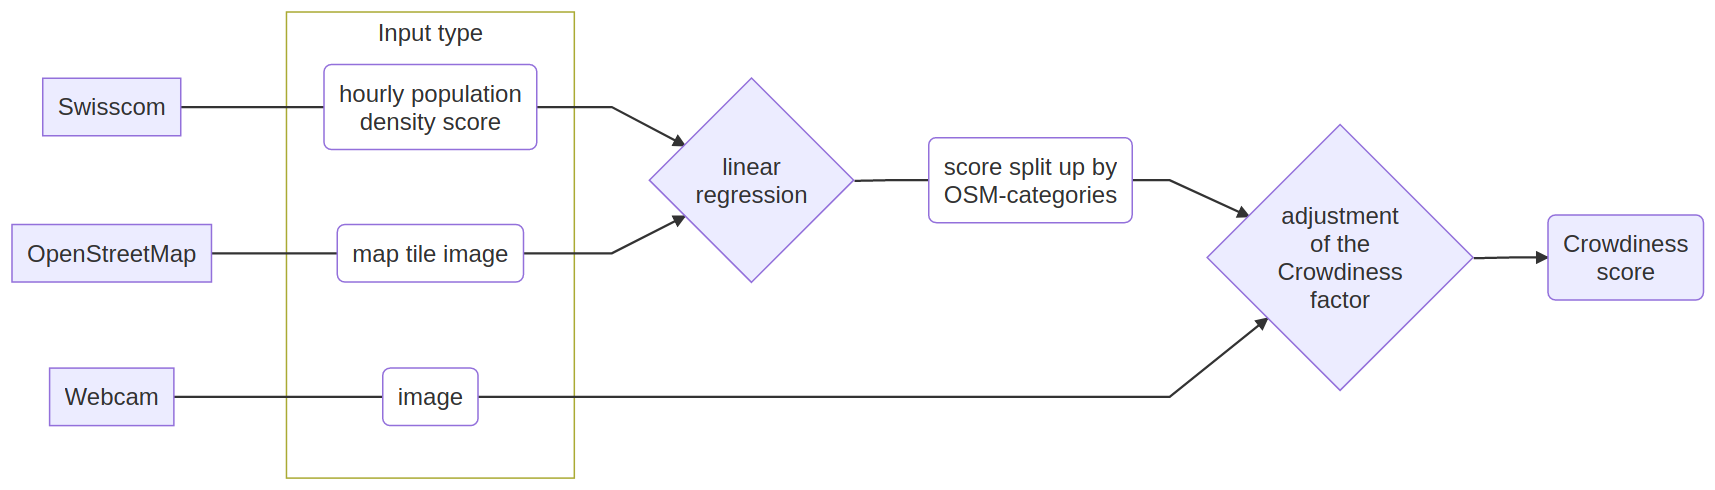 Input type
Swisscom
hourly population
density score
OpenStreetMap
map tile image
Webcam
image
linear
regression
score split up by
OSM-categories
adjustment
of the
Crowdiness
factor
Crowdiness
score